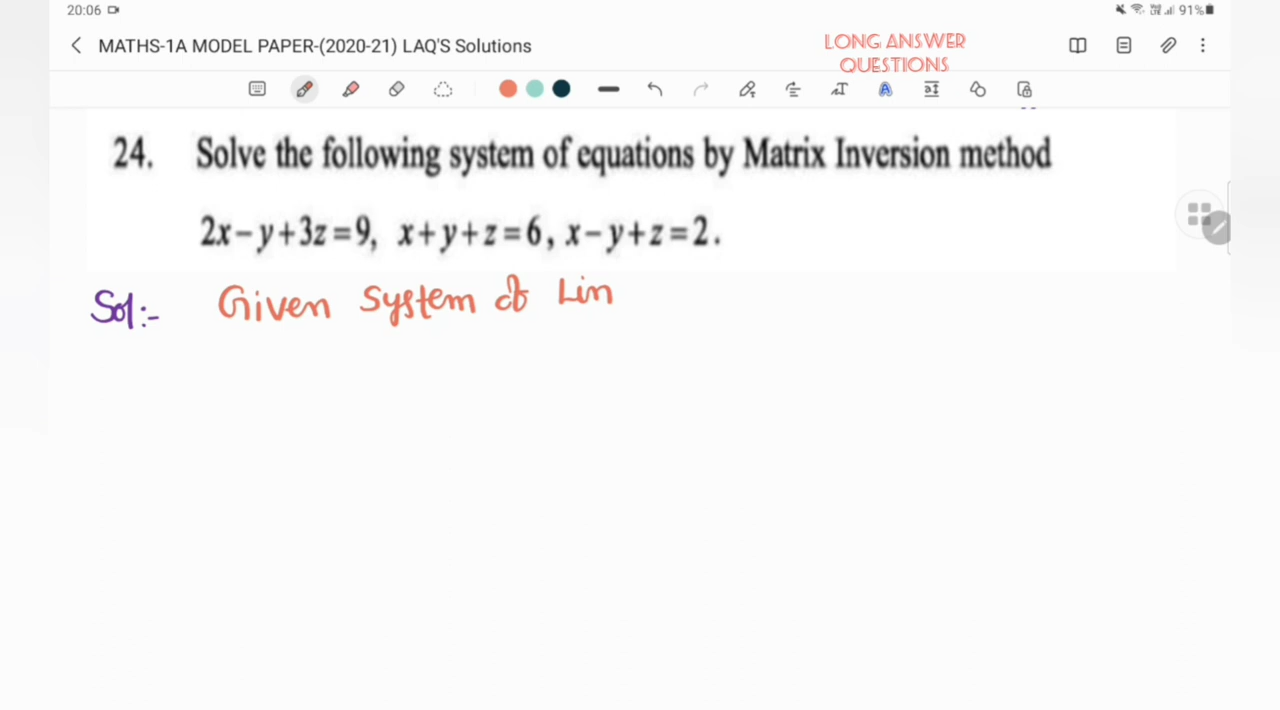 20:06
91%
MATHS-1A MODEL PAPER-(2020-21) LAQ'S Solutions
LONG ANSWER
QUESTIONS
24. Solve the following system of equations by Matrix Inversion method
2x – y + 3z = 9, x + y + z = 6, x – y + z = 2.
Sol:- Given System of Lin